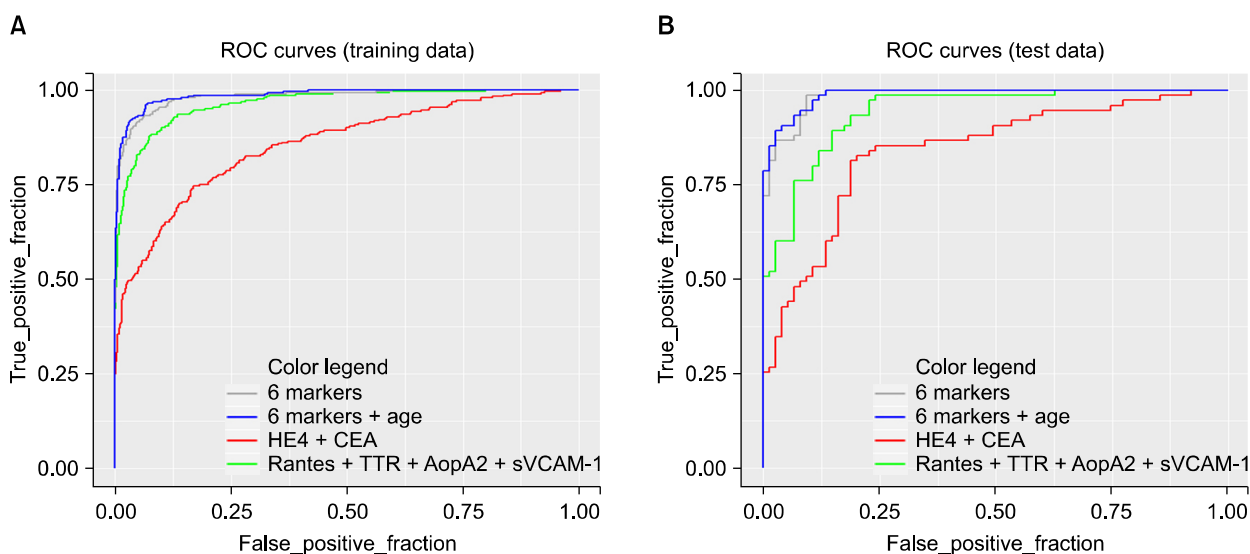 A
ROC curves (training data)
True_positive_fraction
1.00
0.75
0.50
0.25
0.00
Color legend
6 markers
6 markers + age
HE4 + CEA
Rantes + TTR + AopA2 + sVCAM-1
0.00 0.25 0.50 0.75 1.00
False_positive_fraction
B
ROC curves (test data)
True_positive_fraction
1.00
0.75
0.50
0.25
0.00
Color legend
6 markers
6 markers + age
HE4 + CEA
Rantes + TTR + AopA2 + sVCAM-1
0.00 0.25 0.50 0.75 1.00
False_positive_fraction